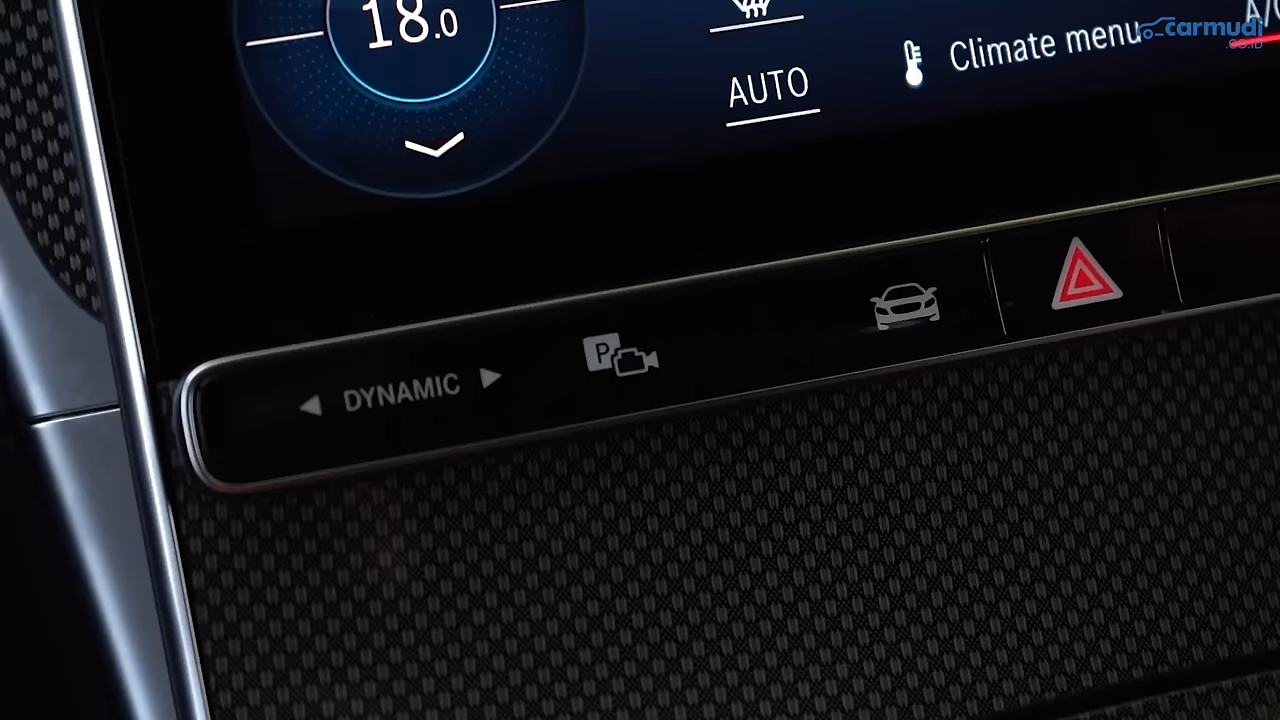 18.0
AUTO
Climate menu
A/C
carmudi
.CO.ID
◀ DYNAMIC ▶
P